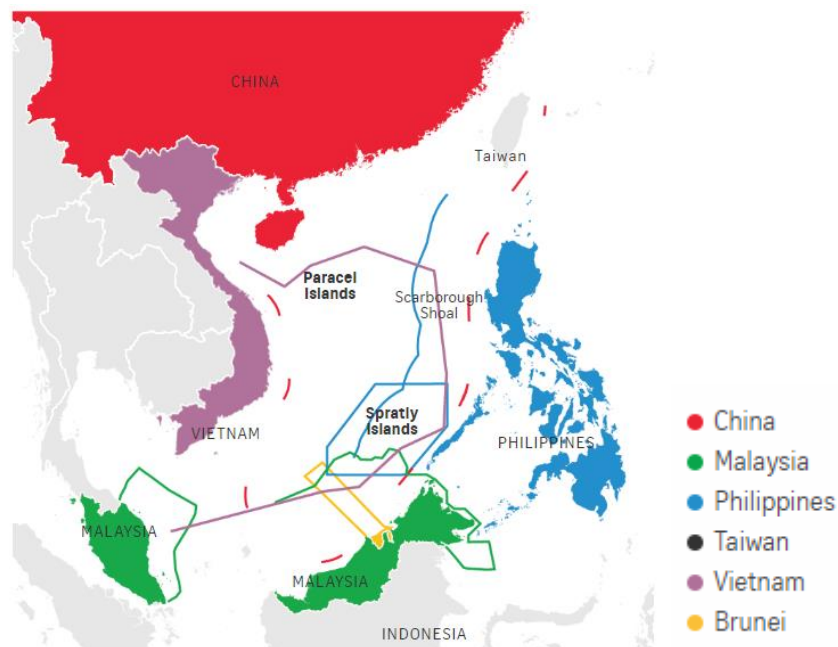 CHINA
Taiwan
Paracel
Islands
Scarborough
Shoal
Spratly
Islands
VIETNAM
PHILIPPINES
MALAYSIA
MALAYSIA
INDONESIA
China
Malaysia
Philippines
Taiwan
Vietnam
Brunei